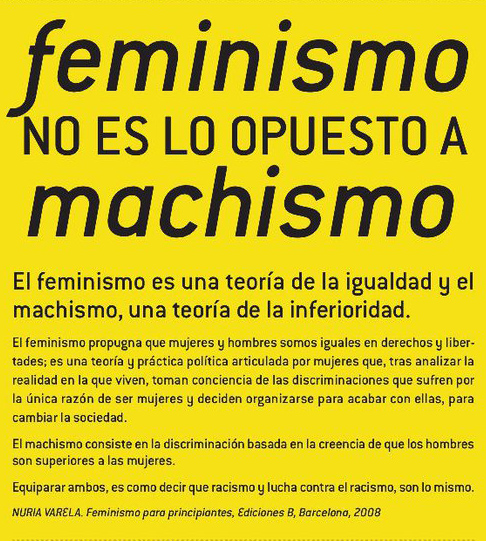 feminismo
NO ES LO OPUESTO A
machismo
El feminismo es una teoría de la igualdad y el
machismo, una teoría de la inferioridad.
El feminismo propugna que mujeres y hombres somos iguales en derechos y liber-
tades; es una teoría y práctica política articulada por mujeres que, tras analizar la
realidad en la que viven, toman conciencia de las discriminaciones que sufren por
la única razón de ser mujeres y deciden organizarse para acabar con ellas, para
cambiar la sociedad.
El machismo consiste en la discriminación basada en la creencia de que los hombres
son superiores a las mujeres.
Equiparar ambos, es como decir que racismo y lucha contra el racismo, son lo mismo.
NURIA VARELA. Feminismo para principiantes, Ediciones B, Barcelona, 2008